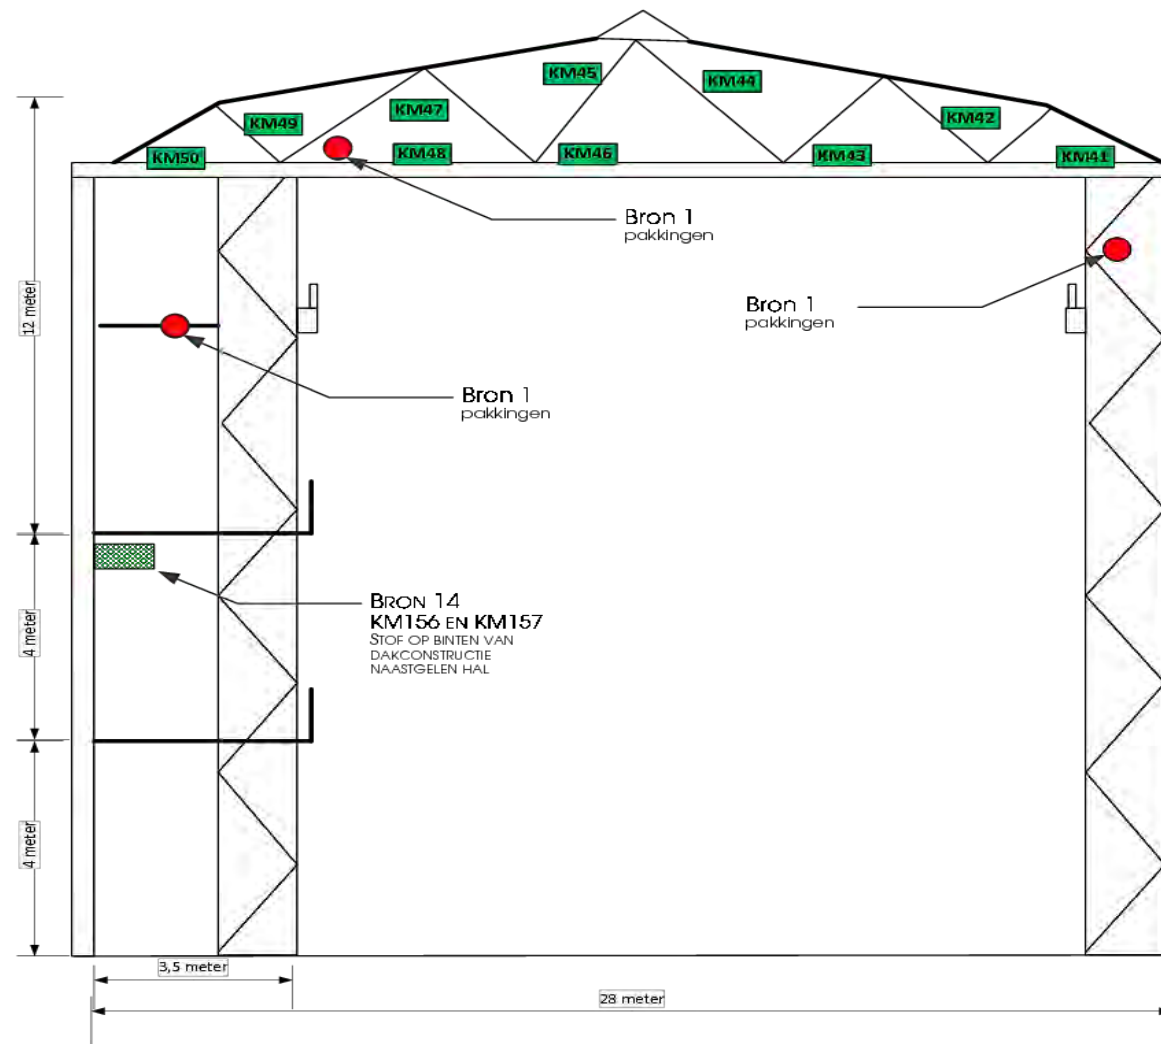 KM45
KM44
KM47
KM42
KM49
KM50
KM48
KM46
KM43
KM41
Bron 1
pakkingen
Bron 1
pakkingen
12 meter
Bron 1
pakkingen
4 meter
BRON 14
KM156 EN KM157
STOF OP BINTEN VAN
DAKCONSTRUCTIE
NAASTGELEN HAL
4 meter
3,5 meter
28 meter